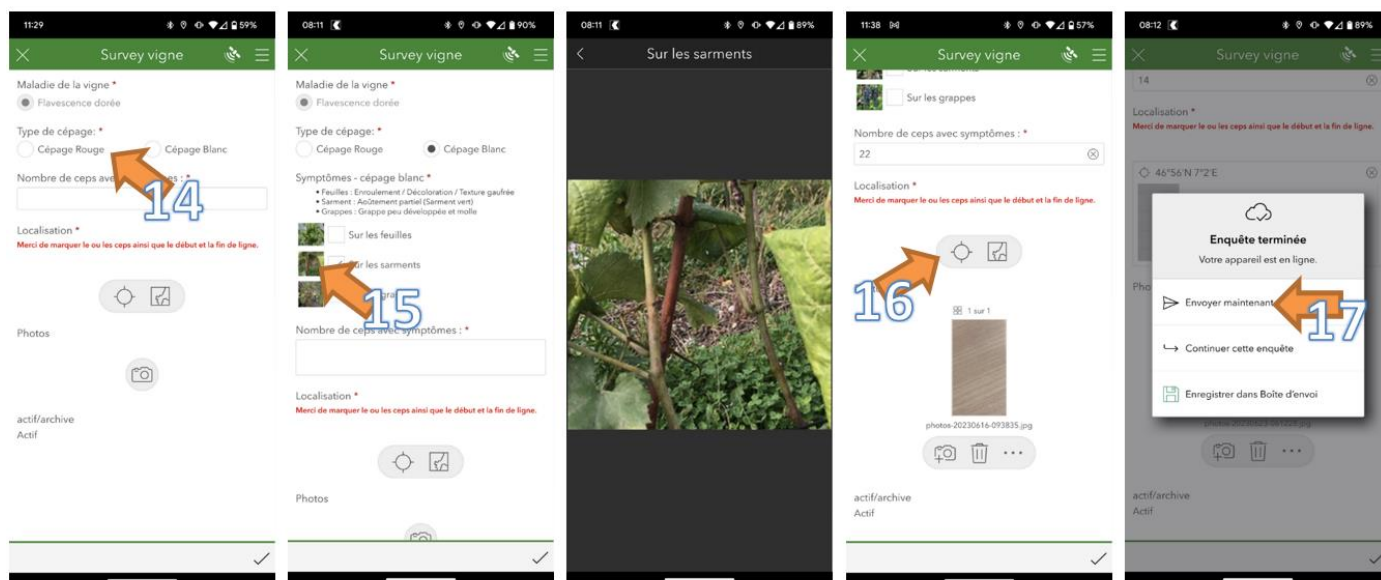 11:29
59%
Survey vigne
Maladie de la vigne *
Flavescence dorée
Type de cépage: *
Cépage Rouge
Cépage Blanc
14
Nombre de ceps avec symptômes : *
Localisation *
Merci de marquer le ou les ceps ainsi que le début et la fin de ligne.
Photos
actif/archive
Actif
08:11
90%
Survey vigne
Maladie de la vigne *
Flavescence dorée
Type de cépage: *
Cépage Rouge
Cépage Blanc
Symptômes - cépage blanc *
• Feuilles : Enroulement / Décoloration / Texture gaufrée
• Sarment : Aoûtement partiel (Sarment vert)
• Grappes : Grappe peu développée et molle
Sur les feuilles
Sur les sarments
15
Nombre de ceps avec symptômes : *
Localisation *
Merci de marquer le ou les ceps ainsi que le début et la fin de ligne.
Photos
08:11
89%
Sur les sarments
11:38
57%
Survey vigne
Sur les grappes
Nombre de ceps avec symptômes : *
22
Localisation *
Merci de marquer le ou les ceps ainsi que le début et la fin de ligne.
16
1 sur 1
photos-20230616-093835.jpg
actif/archive
Actif
08:12
89%
Survey vigne
14
Localisation *
Merci de marquer le ou les ceps ainsi que le début et la fin de ligne.
46°56'N 7°2'E
Enquête terminée
Votre appareil est en ligne.
Envoyer maintenant
17
Continuer cette enquête
Enregistrer dans Boîte d'envoi
actif/archive
Actif